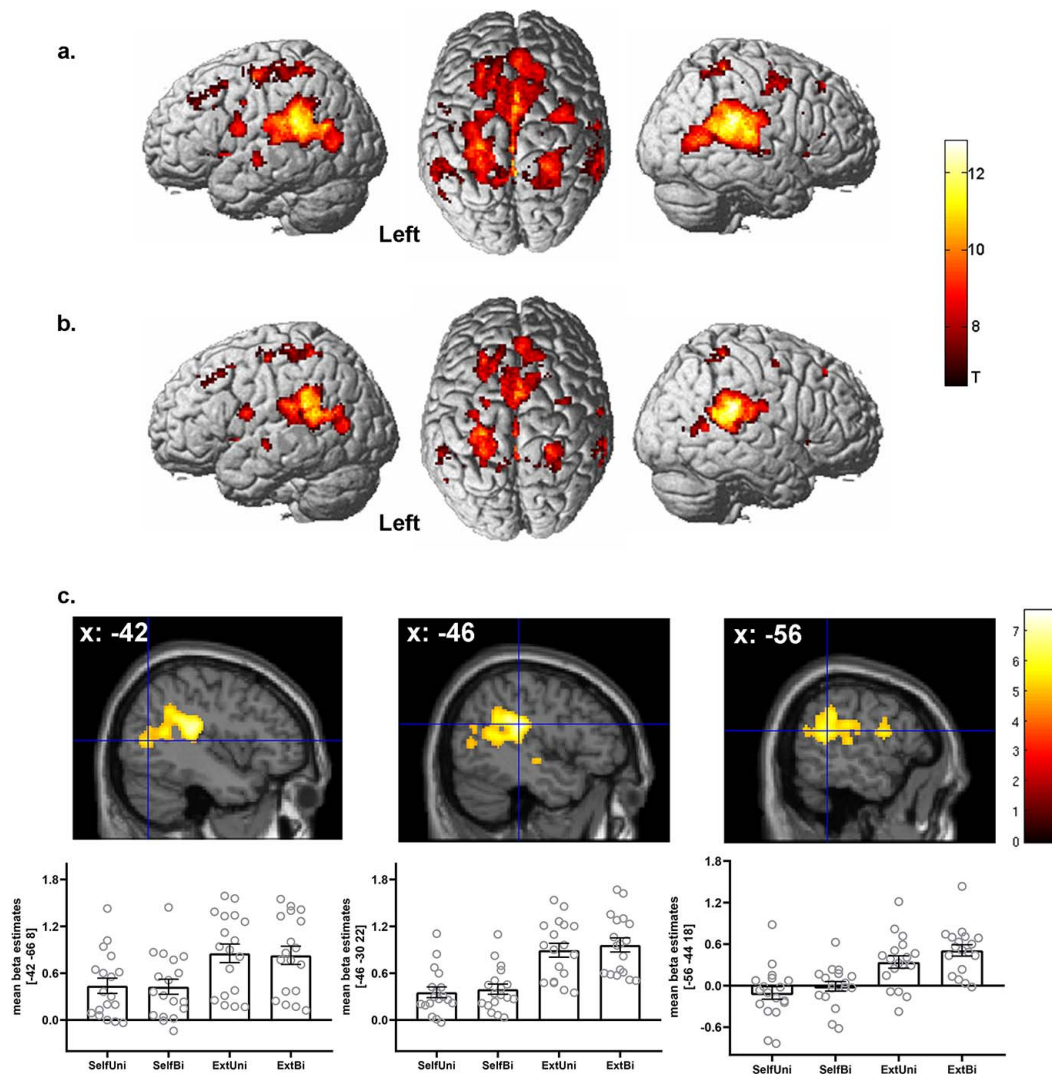 a.
Left
12
10
8
T
b.
Left
c.
x: -42
x: -46
x: -56
7
6
5
4
3
2
1
0
mean beta estimates
[-42 -66 8]
1.8
1.2
0.6
0.0
SelfUni SelfBi ExtUni ExtBi
mean beta estimates
[-46 -30 22]
1.8
1.2
0.6
0.0
SelfUni SelfBi ExtUni ExtBi
mean beta estimates
[-56 -44 18]
1.8
1.2
0.6
0.0
-0.6
SelfUni SelfBi ExtUni ExtBi